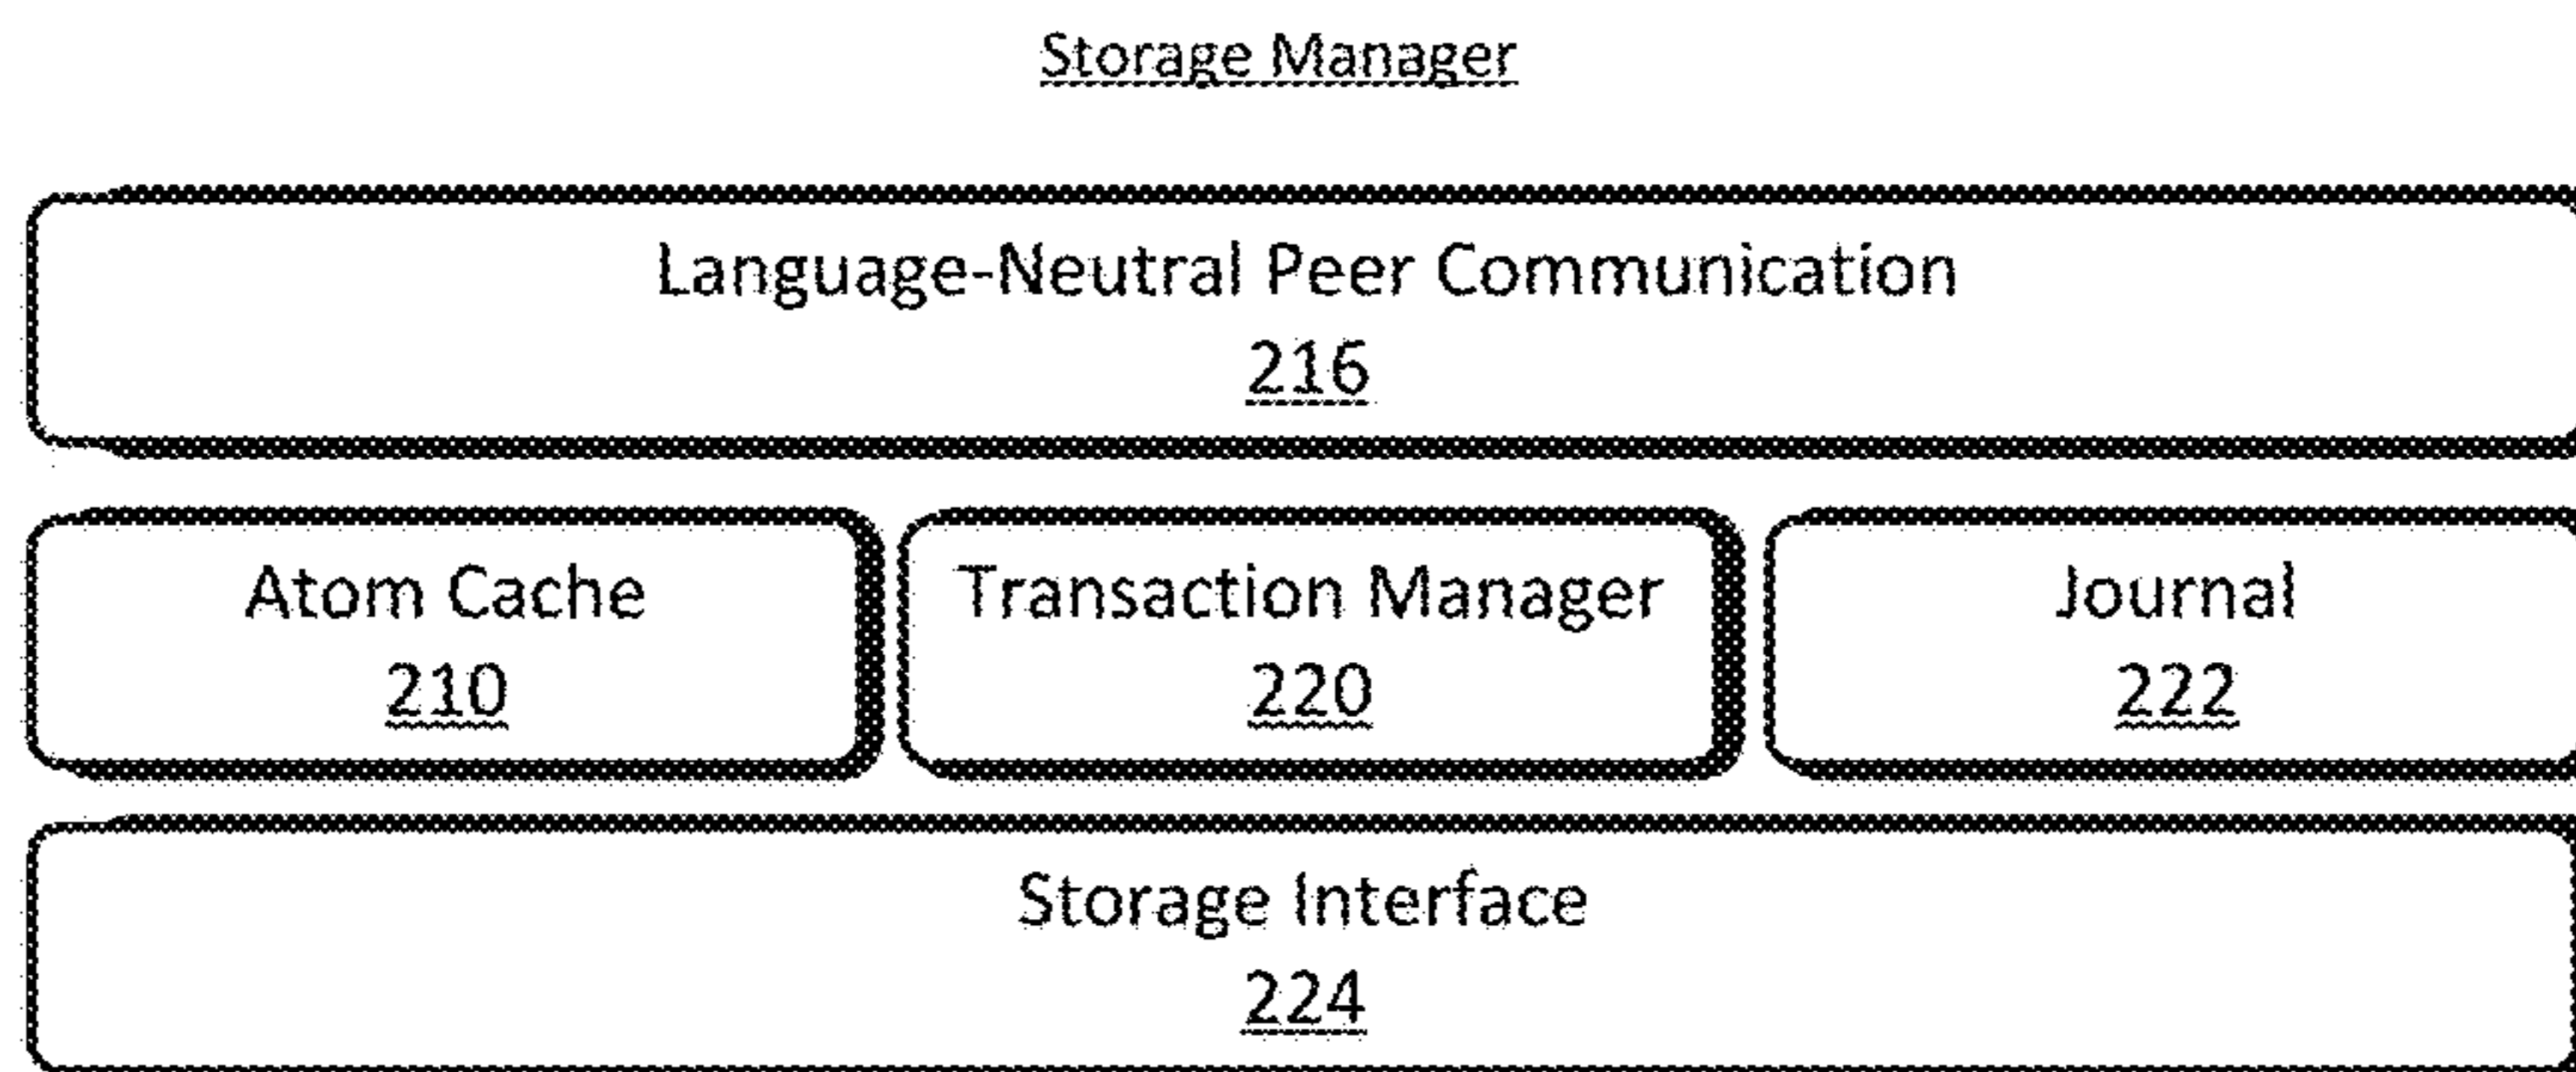 Storage Manager
Language-Neutral Peer Communication
216
Atom Cache
210
Transaction Manager
220
Journal
222
Storage Interface
224